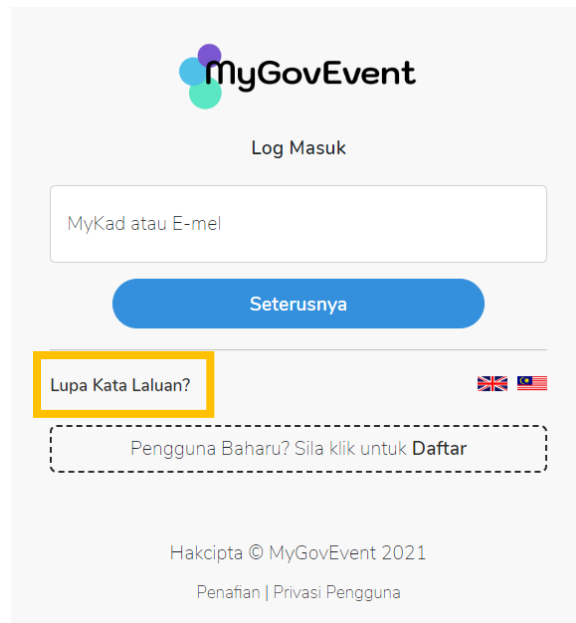 MyGovEvent
Log Masuk
MyKad atau E-mel
Seterusnya
Lupa Kata Laluan?
Pengguna Baharu? Sila klik untuk Daftar
Hakcipta © MyGovEvent 2021
Penafian | Privasi Pengguna